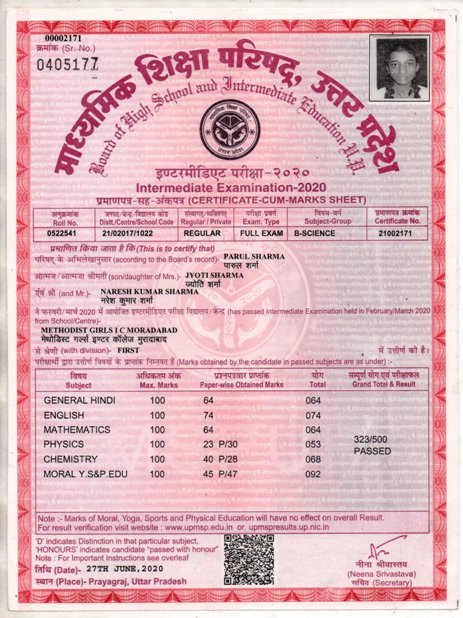 00002171
क्रमांक (Sr. No.)
0405177
माध्यमिक शिक्षा परिषद, उत्तर प्रदेश
Board of High School and Intermediate Education U.P.
इण्टरमीडिएट परीक्षा-२०२०
Intermediate Examination-2020
प्रमाणपत्र-सह-अंकपत्र (CERTIFICATE-CUM-MARKS SHEET)
अनुक्रमांक जनपद/केन्द्र/विद्यालय कोड संस्थागत/व्यक्तिगत परीक्षा प्रकार विषय-वर्ग प्रमाणपत्र क्रमांक
Roll No. Distt./Centre/School Code Regular / Private Exam. Type Subject-Group Certificate No.
0522541 21/02017/1022 REGULAR FULL EXAM B-SCIENCE 21002171
प्रमाणित किया जाता है कि (This is to certify that)
परिषद् के अभिलेखानुसार (according to the Board's record)- PARUL SHARMA
पारुल शर्मा
आत्मज / आत्मजा श्रीमती (son/daughter of Mrs.)- JYOTI SHARMA
ज्योति शर्मा
एवं श्री (and Mr.)- NARESH KUMAR SHARMA
नरेश कुमार शर्मा
ने फरवरी/मार्च 2020 में आयोजित इण्टरमीडिएट परीक्षा विद्यालय/केन्द्र (has passed Intermediate Examination held in February/March 2020
from School/Centre)-
METHODIST GIRLS I C MORADABAD
मेथोडिस्ट गर्ल्स इण्टर कॉलेज मुरादाबाद
से श्रेणी (with division)- FIRST में उत्तीर्ण की है।
परीक्षार्थी द्वारा उत्तीर्ण विषयों के प्राप्तांक निम्नवत हैं (Marks obtained by the candidate in passed subjects are as under) :-
विषय अधिकतम अंक प्रश्नपत्रवार प्राप्तांक योग सम्पूर्ण योग एवं परीक्षाफल
Subject Max. Marks Paper-wise Obtained Marks Total Grand Total & Result
GENERAL HINDI 100 64 064
ENGLISH 100 74 074
MATHEMATICS 100 64 064
PHYSICS 100 23 P/30 053 323/500
PASSED
CHEMISTRY 100 40 P/28 068
MORAL Y.S&P.EDU 100 45 P/47 092
Note :- Marks of Moral, Yoga, Sports and Physical Education will have no effect on overall Result.
For result verification visit website : www.upmsp.edu.in or upmspresults.up.nic.in
'D' indicates Distinction in that particular subject,
'HONOURS' indicates candidate "passed with honour"
Note : For Important Instructions see overleaf
तिथि (Date)- 27TH JUNE, 2020
स्थान (Place)- Prayagraj, Uttar Pradesh
नीना श्रीवास्तव
(Neena Srivastava)
सचिव (Secretary)